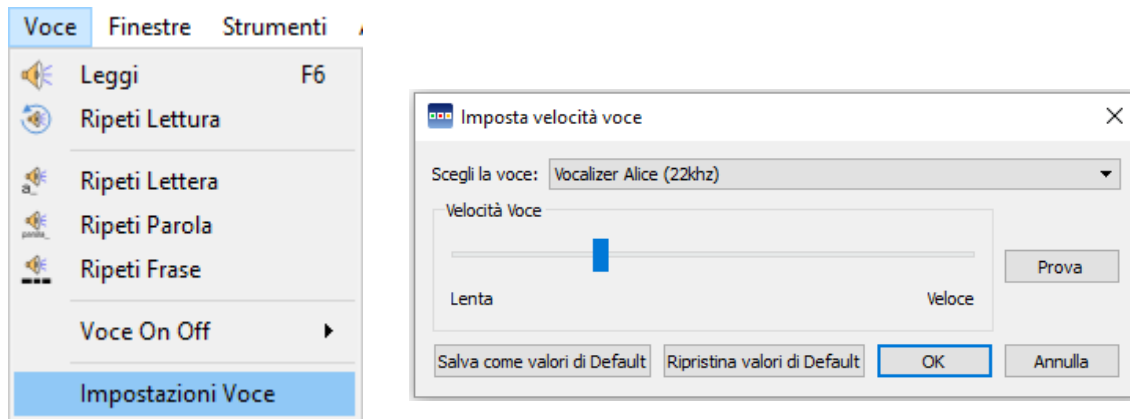 Voce Finestre Strumenti
Leggi F6
Ripeti Lettura
Ripeti Lettera
Ripeti Parola
Ripeti Frase
Voce On Off
Impostazioni Voce
Imposta velocità voce
Scegli la voce: Vocalizer Alice (22khz)
Velocità Voce
Lenta Veloce
Prova
Salva come valori di Default Ripristina valori di Default OK Annulla